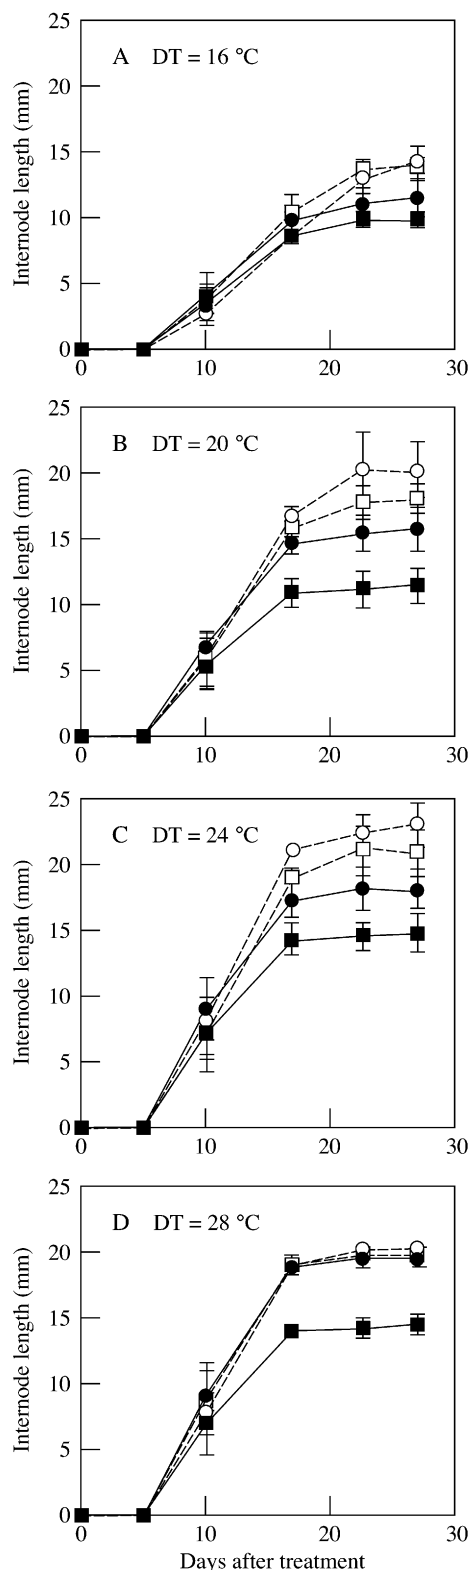 A DT = 16 °C
25
20
15
10
5
0
Internode length (mm)
0 10 20 30
B DT = 20 °C
25
20
15
10
5
0
Internode length (mm)
0 10 20 30
C DT = 24 °C
25
20
15
10
5
0
Internode length (mm)
0 10 20 30
D DT = 28 °C
25
20
15
10
5
0
Internode length (mm)
0 10 20 30
Days after treatment